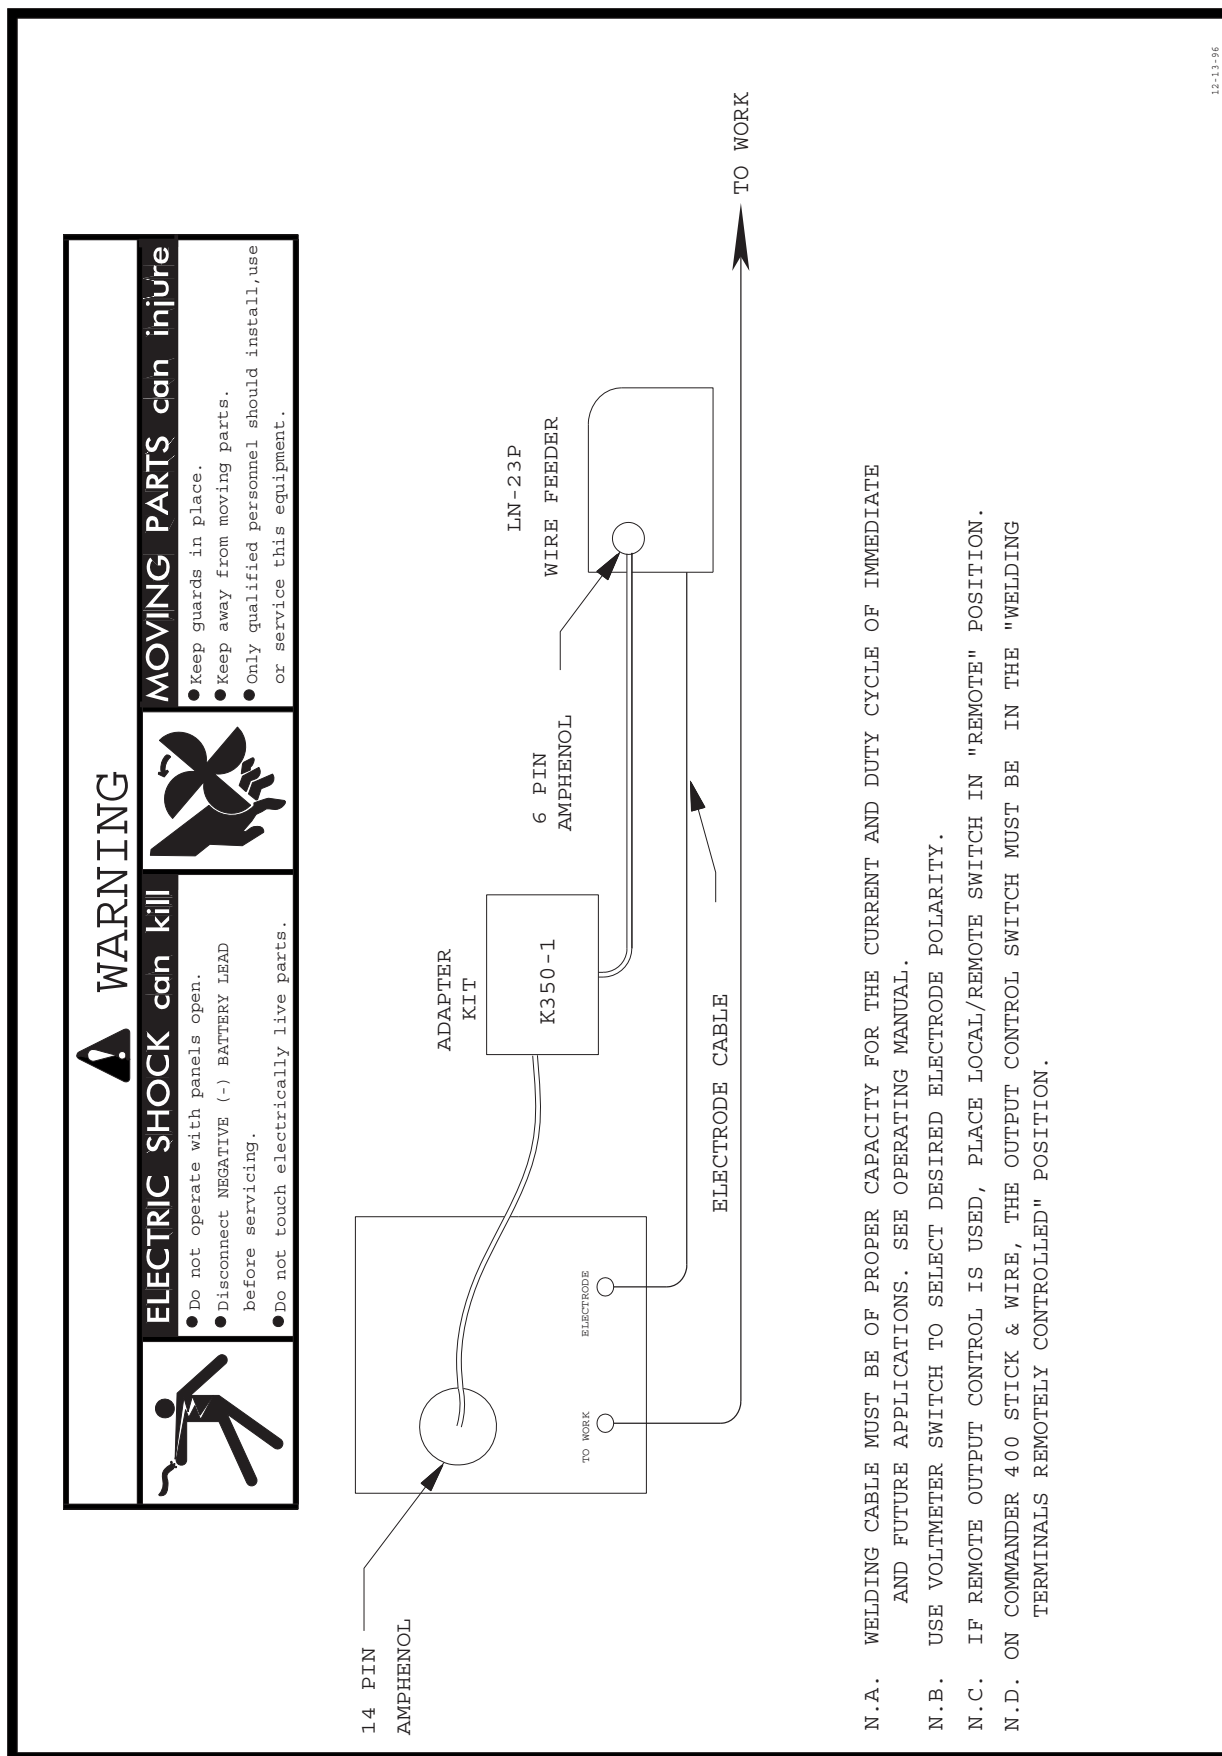 WARNING
ELECTRIC SHOCK can kill
● Do not operate with panels open.
● Disconnect NEGATIVE (-) BATTERY LEAD
before servicing.
● Do not touch electrically live parts.
MOVING PARTS can injure
● Keep guards in place.
● Keep away from moving parts.
● Only qualified personnel should install,use
or service this equipment.
14 PIN
AMPHENOL
TO WORK
ELECTRODE
ADAPTER
KIT
K350-1
6 PIN
AMPHENOL
LN-23P
WIRE FEEDER
ELECTRODE CABLE
TO WORK
N.A. WELDING CABLE MUST BE OF PROPER CAPACITY FOR THE CURRENT AND DUTY CYCLE OF IMMEDIATE
AND FUTURE APPLICATIONS. SEE OPERATING MANUAL.
N.B. USE VOLTMETER SWITCH TO SELECT DESIRED ELECTRODE POLARITY.
N.C. IF REMOTE OUTPUT CONTROL IS USED, PLACE LOCAL/REMOTE SWITCH IN "REMOTE" POSITION.
N.D. ON COMMANDER 400 STICK & WIRE, THE OUTPUT CONTROL SWITCH MUST BE IN THE "WELDING
TERMINALS REMOTELY CONTROLLED" POSITION.
12-13-96